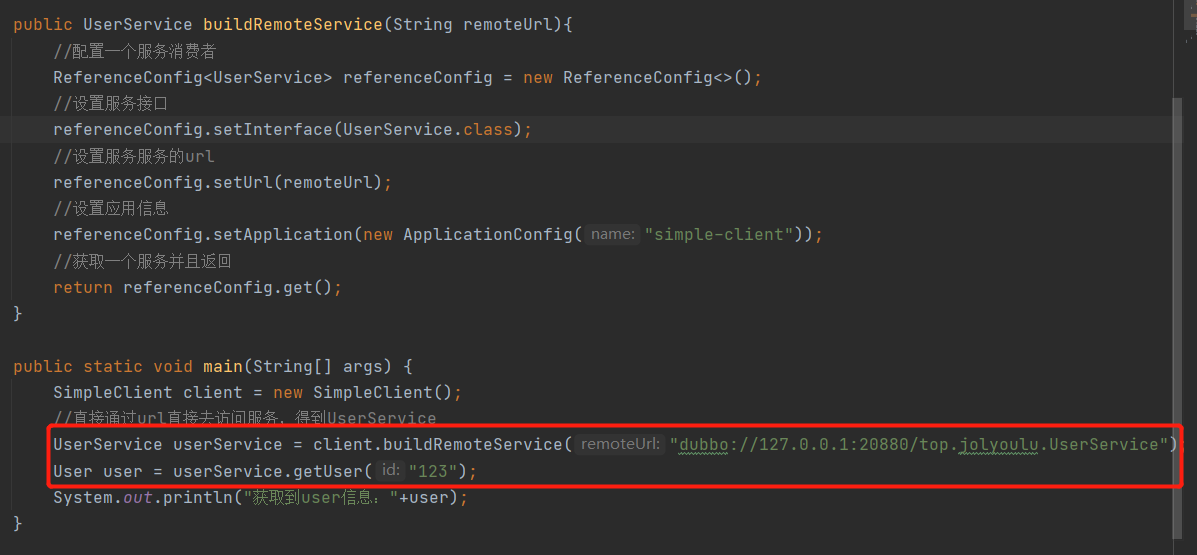 public UserService buildRemoteService(String remoteUrl){
//配置一个服务消费者
ReferenceConfig<UserService> referenceConfig = new ReferenceConfig<>();
//设置服务接口
referenceConfig.setInterface(UserService.class);
//设置服务服务的url
referenceConfig.setUrl(remoteUrl);
//设置应用信息
referenceConfig.setApplication(new ApplicationConfig( name: "simple-client"));
//获取一个服务并且返回
return referenceConfig.get();
}
public static void main(String[] args) {
SimpleClient client = new SimpleClient();
//直接通过url直接去访问服务，得到UserService
UserService userService = client.buildRemoteService( remoteUrl: "dubbo://127.0.0.1:20880/top.jolyoulu.UserService")
User user = userService.getUser( id: "123");
System.out.println("获取到user信息："+user);
}